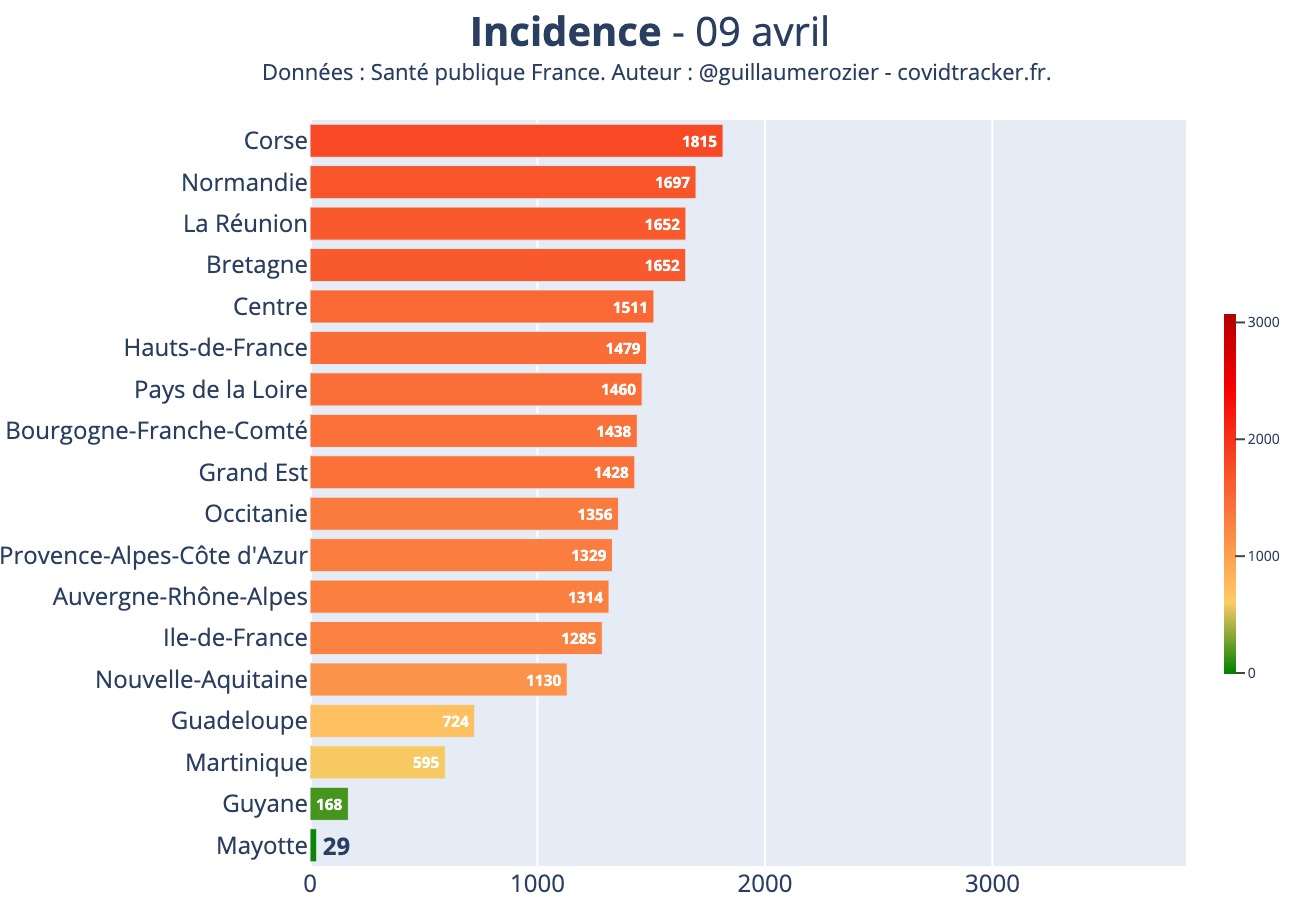 Incidence - 09 avril
Données : Santé publique France. Auteur : @guillaumerozier - covidtracker.fr.
Corse 1815
Normandie 1697
La Réunion 1652
Bretagne 1652
Centre 1511
Hauts-de-France 1479
Pays de la Loire 1460
Bourgogne-Franche-Comté 1438
Grand Est 1428
Occitanie 1356
Provence-Alpes-Côte d'Azur 1329
Auvergne-Rhône-Alpes 1314
Ile-de-France 1285
Nouvelle-Aquitaine 1130
Guadeloupe 724
Martinique 595
Guyane 168
Mayotte 29
0 1000 2000 3000
3000
2000
1000
0